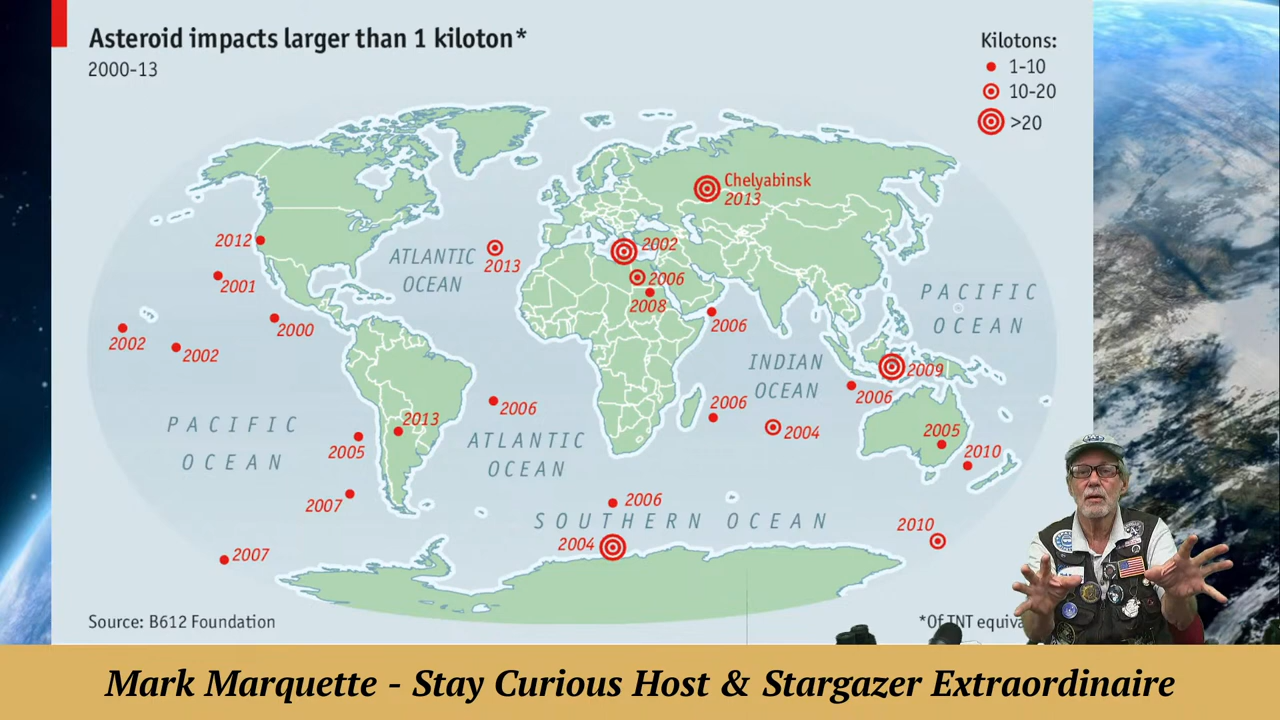 Asteroid impacts larger than 1 kiloton*
2000-13
Kilotons:
1-10
10-20
>20
Chelyabinsk
2013
2012
ATLANTIC
OCEAN
2013
2002
2001
2006
2008
PACIFIC
OCEAN
2000
2006
2002
2002
INDIAN
OCEAN
2009
2006
2006
2006
2013
2004
PACIFIC
OCEAN
ATLANTIC
OCEAN
2005
2005
2010
2007
2006
SOUTHERN OCEAN
2010
2004
2007
Source: B612 Foundation
*Of TNT equiva
Mark Marquette - Stay Curious Host & Stargazer Extraordinaire